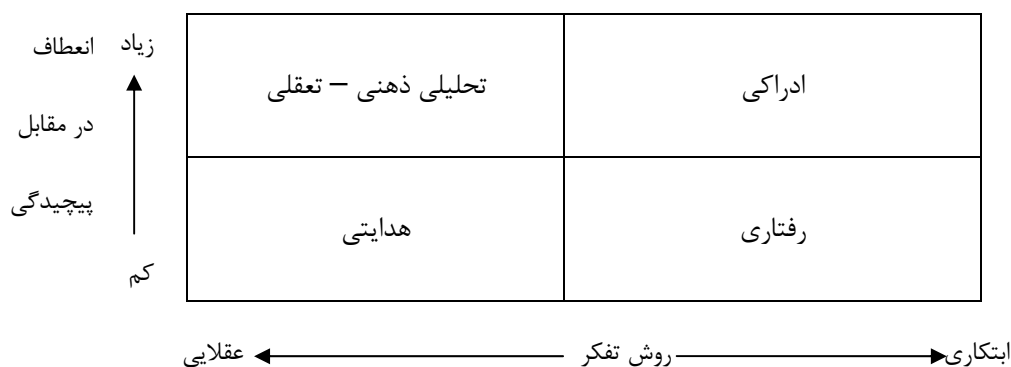 انعطاف
در مقابل
پیچیدگی
زیاد
کم
ادراکی
تحلیلی ذهنی – تعقلی
رفتاری
هدایتی
ابتکاری
روش تفکر
عقلایی